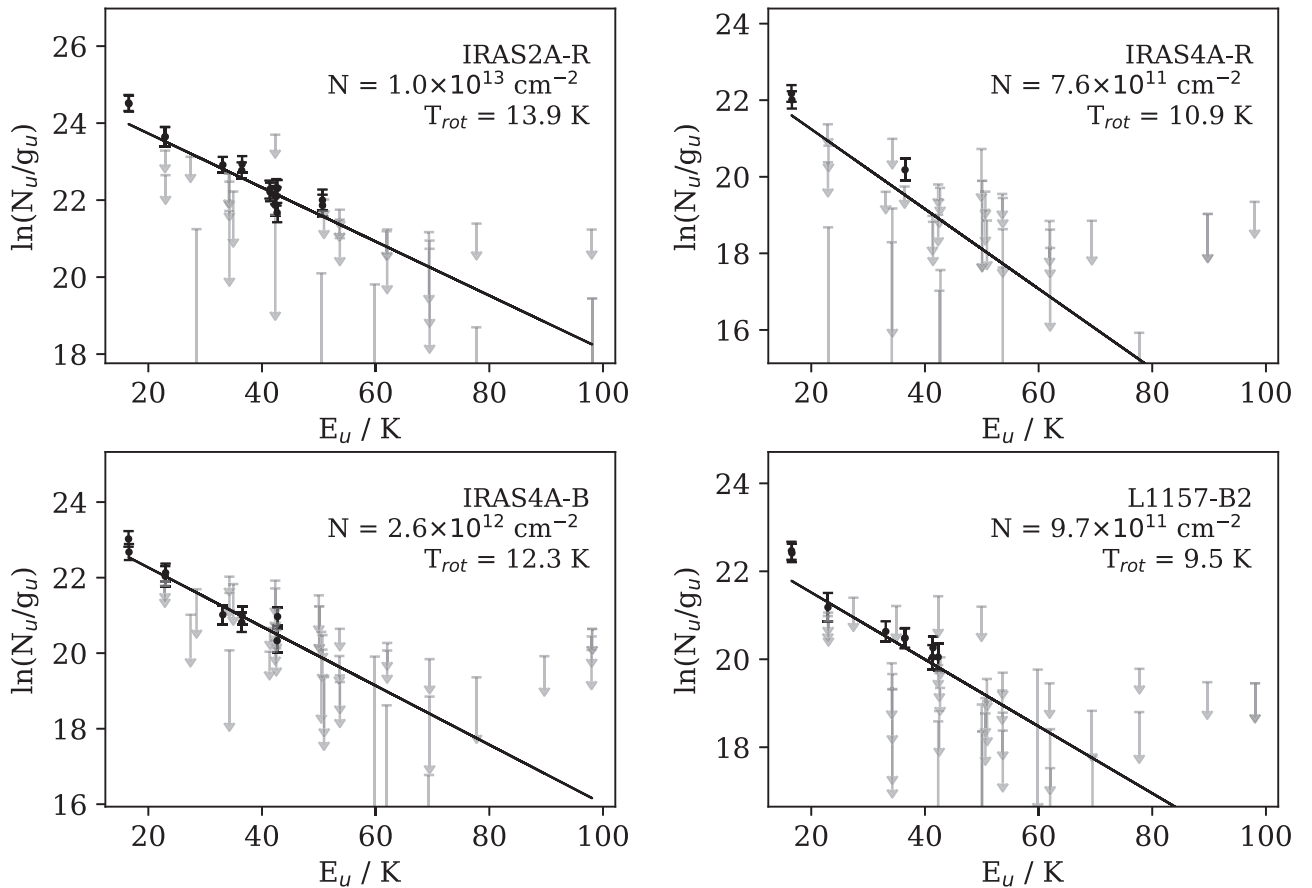 IRAS2A-R
N = 1.0×10^13 cm^−2
T_rot = 13.9 K
26
24
22
20
18
ln(N_u/g_u)
20
40
60
80
100
E_u / K
IRAS4A-R
N = 7.6×10^11 cm^−2
T_rot = 10.9 K
24
22
20
18
16
ln(N_u/g_u)
20
40
60
80
100
E_u / K
IRAS4A-B
N = 2.6×10^12 cm^−2
T_rot = 12.3 K
24
22
20
18
16
ln(N_u/g_u)
20
40
60
80
100
E_u / K
L1157-B2
N = 9.7×10^11 cm^−2
T_rot = 9.5 K
24
22
20
18
ln(N_u/g_u)
20
40
60
80
100
E_u / K